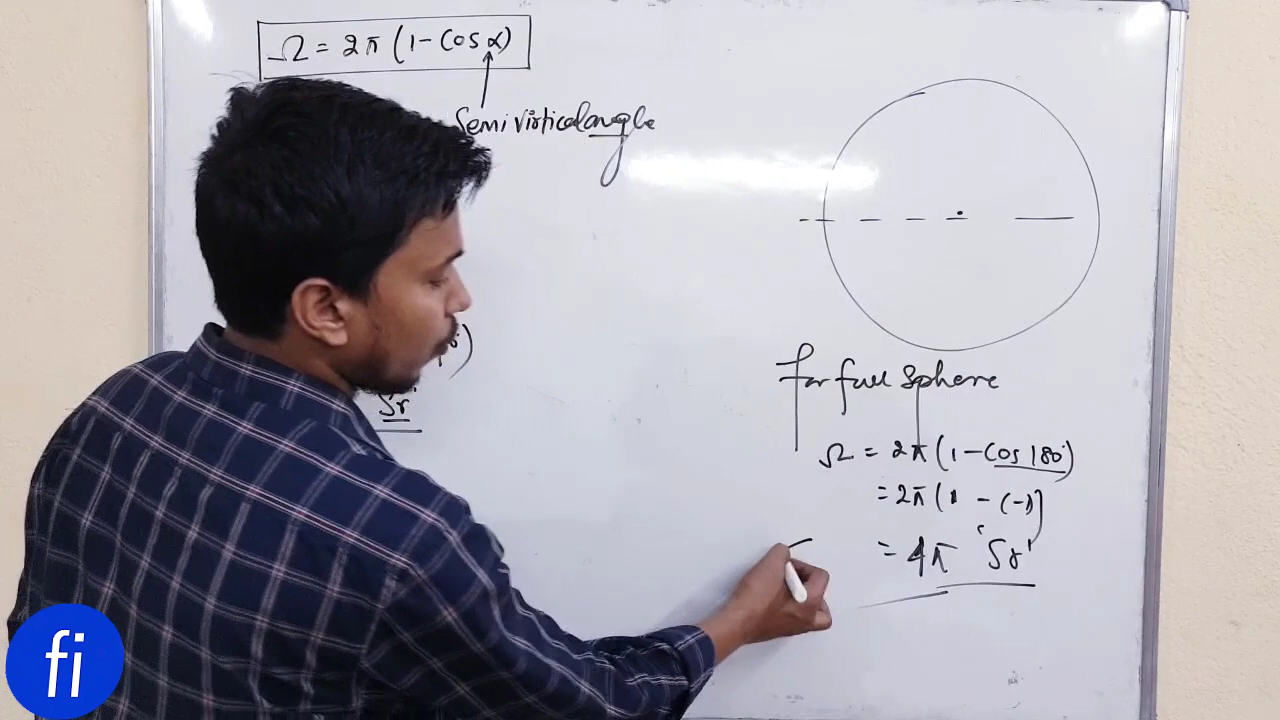 Ω = 2π (1 - Cos α)
Semi Virtical angle
Sr
for full sphere
Ω = 2π (1 - Cos 180°)
= 2π (1 - (-1)]
= 4π 'Sr'
fi